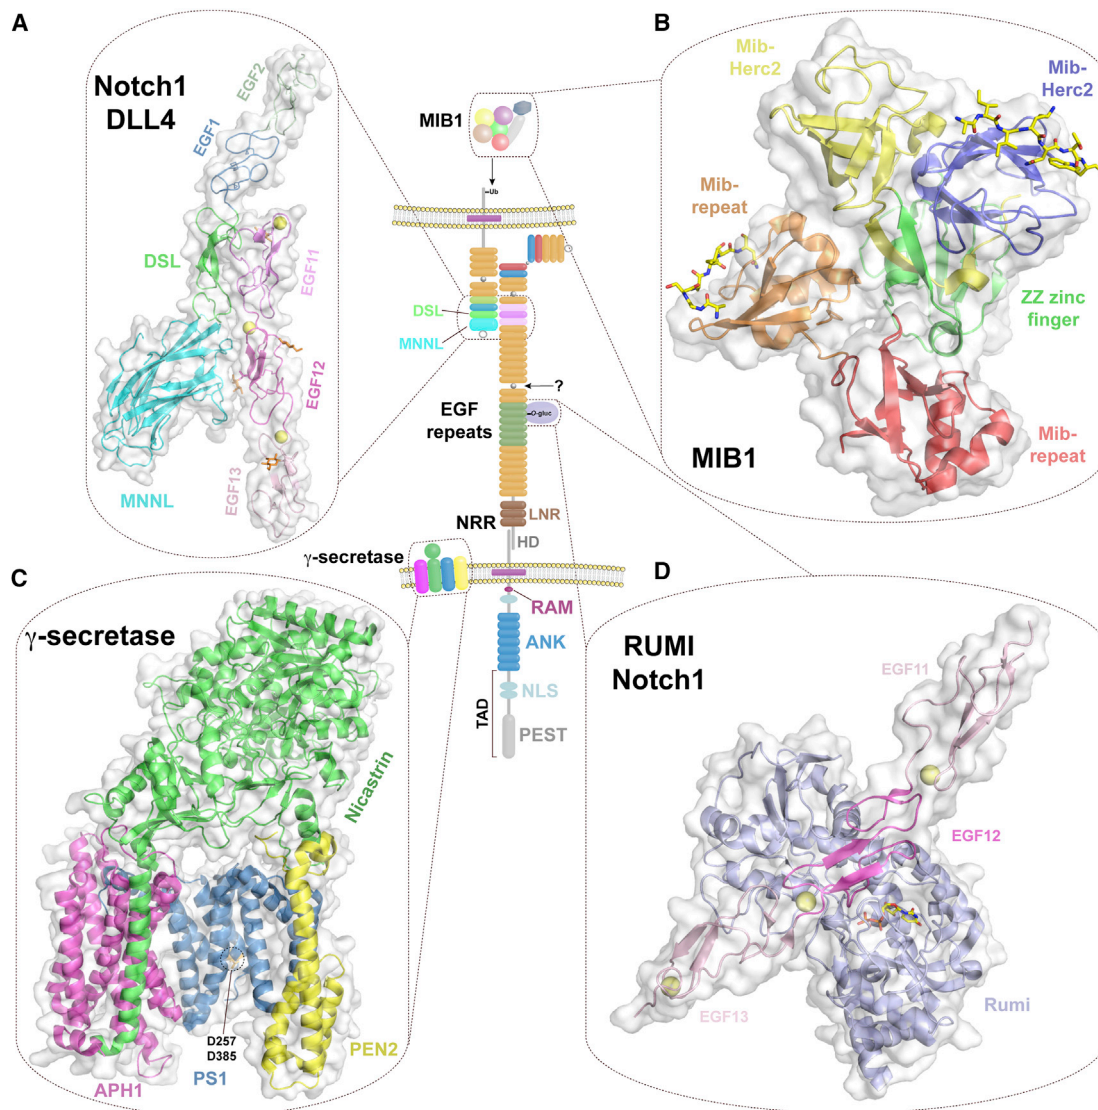 A
Notch1
DLL4
EGF2
EGF1
DSL
EGF11
EGF12
MNNL
EGF13
MIB1
Ub
DSL
MNNL
?
EGF
repeats
O-gluc
NRR
LNR
HD
γ-secretase
RAM
ANK
NLS
TAD
PEST
B
Mib-
Herc2
Mib-
Herc2
Mib-
repeat
ZZ zinc
finger
MIB1
Mib-
repeat
C
γ-secretase
Nicastrin
D257
D385
PEN2
PS1
APH1
D
RUMI
Notch1
EGF11
EGF12
EGF13
Rumi